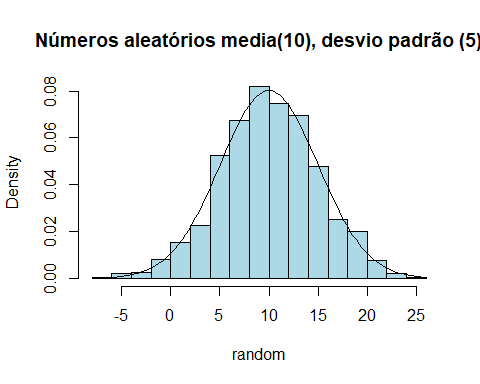 Números aleatórios media(10), desvio padrão (5)
Density
0.00 0.02 0.04 0.06 0.08
-5 0 5 10 15 20 25
random